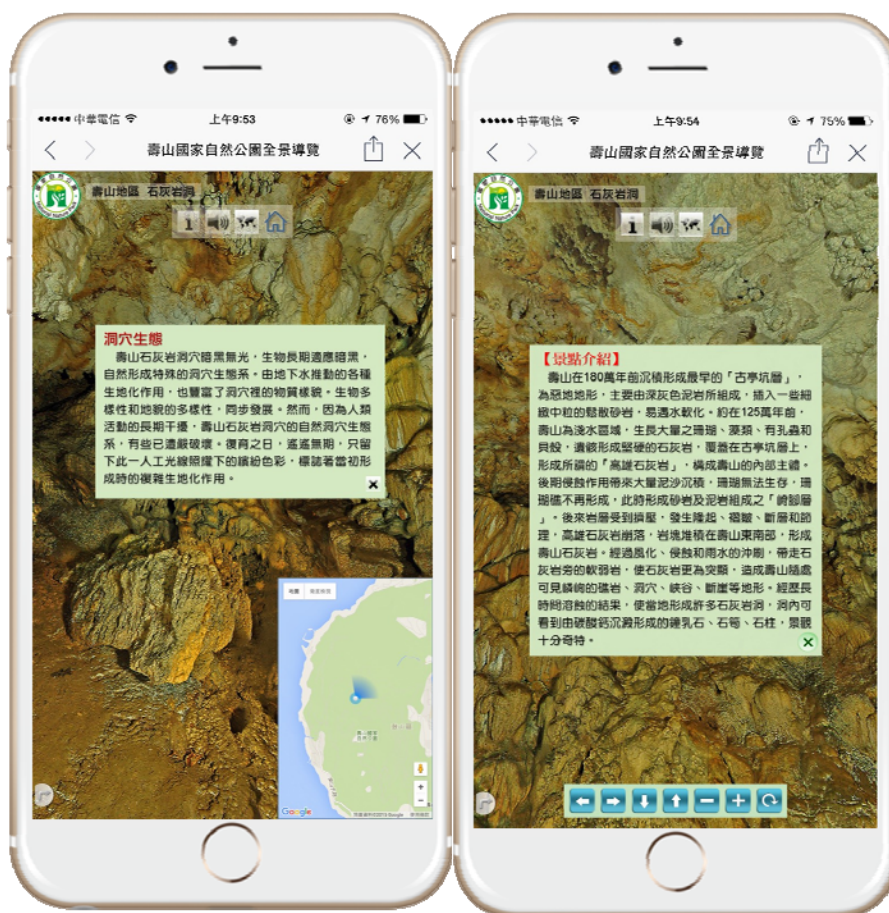 中華電信
上午9:53
76%
壽山國家自然公園全景導覽
壽山地區 石灰岩洞
洞穴生態
壽山石灰岩洞穴暗黑無光，生物長期適應暗黑，
自然形成特殊的洞穴生態系。由地下水推動的各種
生地化作用，也豐富了洞穴裡的物質樣貌。生物多
樣性和地貌的多樣性，同步發展。然而，因為人類
活動的長期干擾，壽山石灰岩洞穴的自然洞穴生態
系，有些已遭嚴破壞。復育之日，遙遙無期，只留
下此一人工光線照耀下的繽紛色彩，標誌著當初形
成時的複雜生地化作用。
地圖
Google
中華電信
上午9:54
75%
壽山國家自然公園全景導覽
壽山地區 石灰岩洞
【景點介紹】
壽山在180萬年前沉積形成最早的「古亭坑層」，
為惡地地形，主要由深灰色泥岩所組成，插入一些細
緻中粒的鬆散砂岩，易遇水軟化。約在125萬年前，
壽山為淺水區域，生長大量之珊瑚、藻類、有孔蟲和
貝殼，遺骸形成堅硬的石灰岩，覆蓋在古亭坑層上，
形成所謂的「高雄石灰岩」，構成壽山的內部主體。
後期侵蝕作用帶來大量泥沙沉積，珊瑚無法生存，珊
瑚礁不再形成，此時形成砂岩及泥岩組成之「崎腳層
」。後來岩層受到擠壓，發生隆起、褶皺、斷層和節
理，高雄石灰岩崩落，岩塊堆積在壽山東南部，形成
壽山石灰岩。經過風化、侵蝕和雨水的沖刷，帶走石
灰岩旁的軟弱岩，使石灰岩更為突顯，造成壽山隨處
可見嶙峋的礁岩、洞穴、峽谷、斷崖等地形。經歷長
時間溶蝕的結果，使當地形成許多石灰岩洞，洞內可
看到由碳酸鈣沉澱形成的鐘乳石、石筍、石柱，景觀
十分奇特。